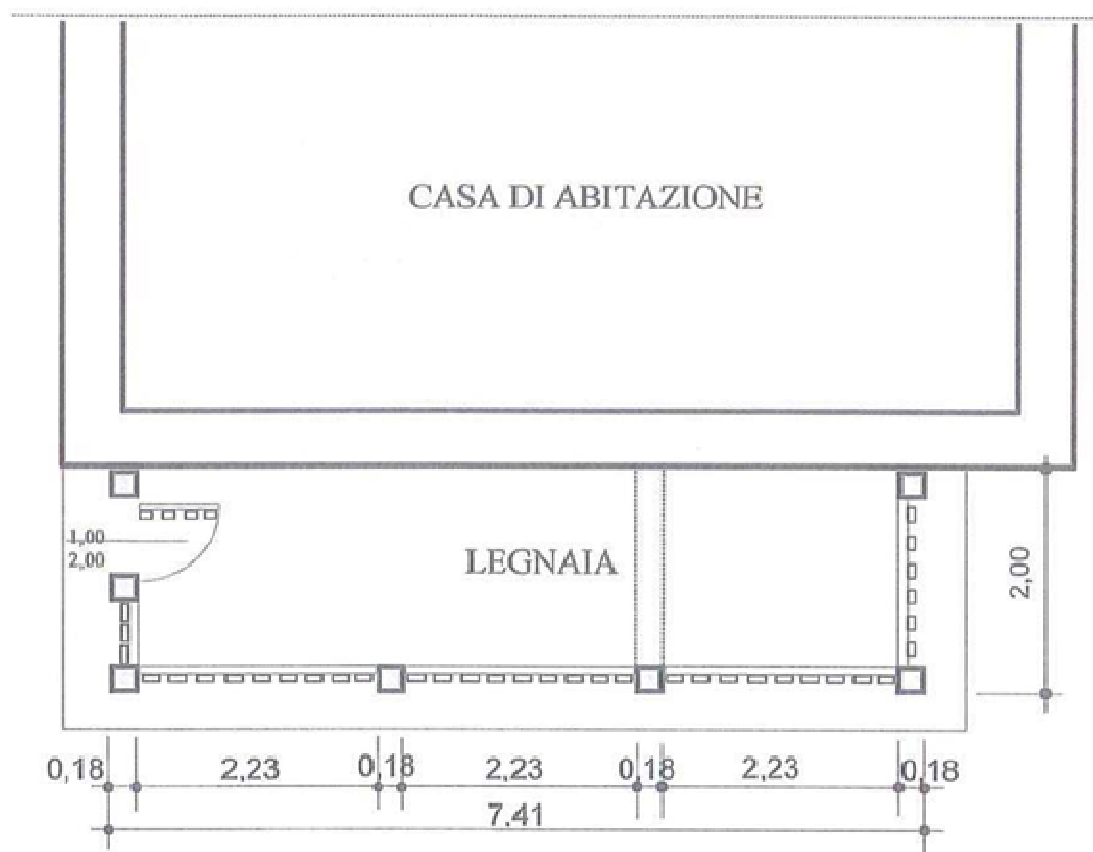 CASA DI ABITAZIONE
1,00
2,00
LEGNAIA
2,00
0,18 2,23 0,18 2,23 0,18 2,23 0,18
7,41